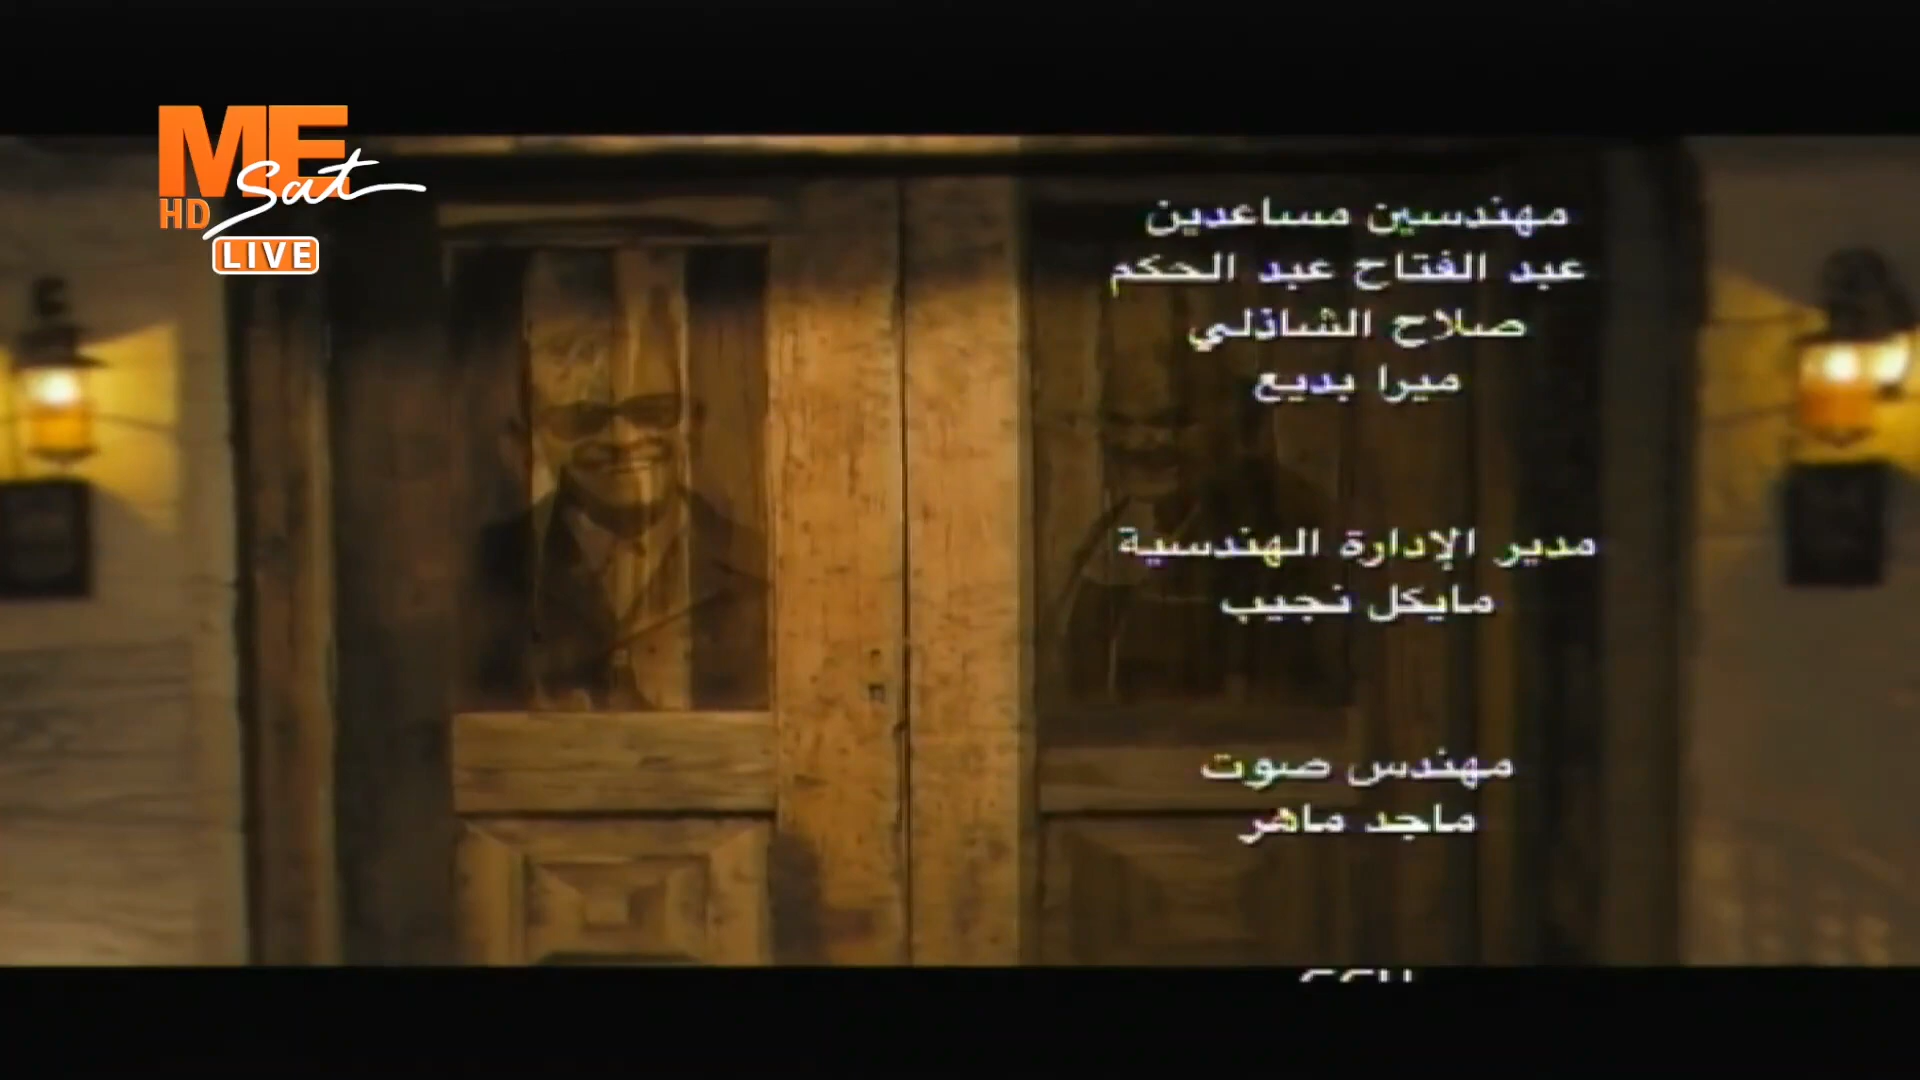 ME
Sat
HD
LIVE
مهندسين مساعدين
عبد الفتاح عبد الحكم
صلاح الشاذلي
ميرا بديع
مدير الإدارة الهندسية
مايكل نجيب
مهندس صوت
ماجد ماهر